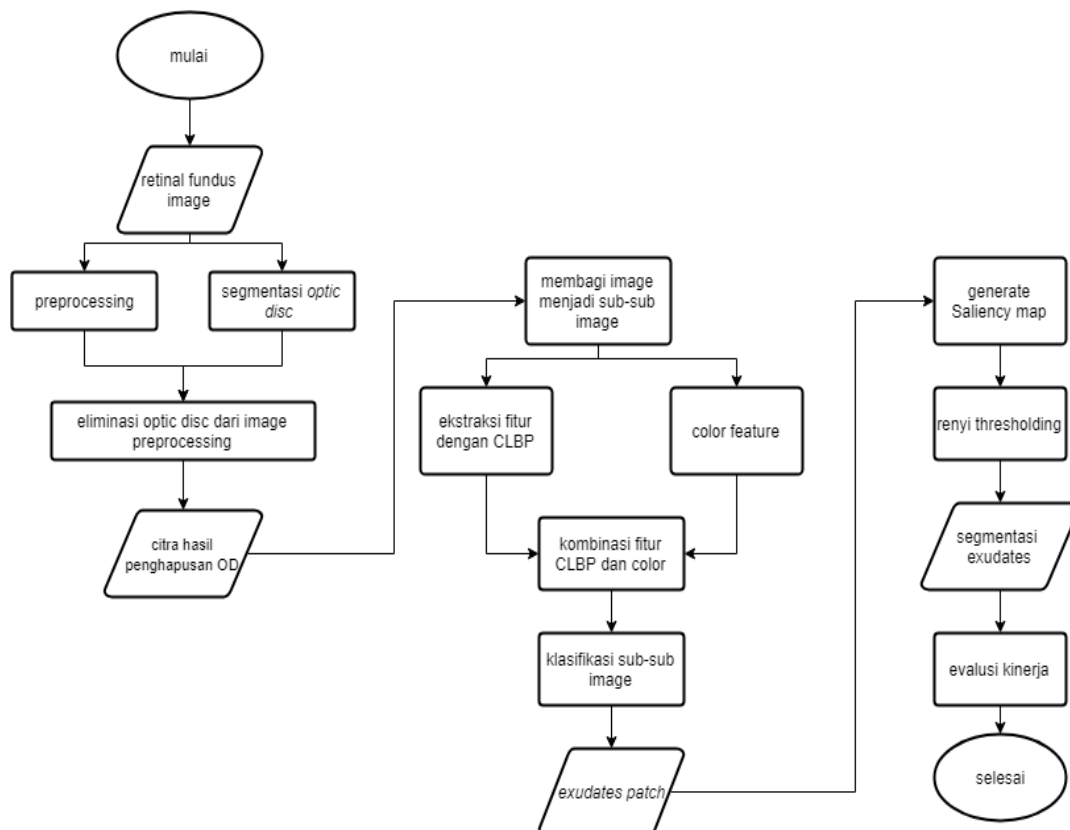 mulai
retinal fundus
image
preprocessing
segmentasi optic
disc
eliminasi optic disc dari image
preprocessing
citra hasil
penghapusan OD
membagi image
menjadi sub-sub
image
ekstraksi fitur
dengan CLBP
color feature
kombinasi fitur
CLBP dan color
klasifikasi sub-sub
image
exudates patch
generate
Saliency map
renyi thresholding
segmentasi
exudates
evalusi kinerja
selesai